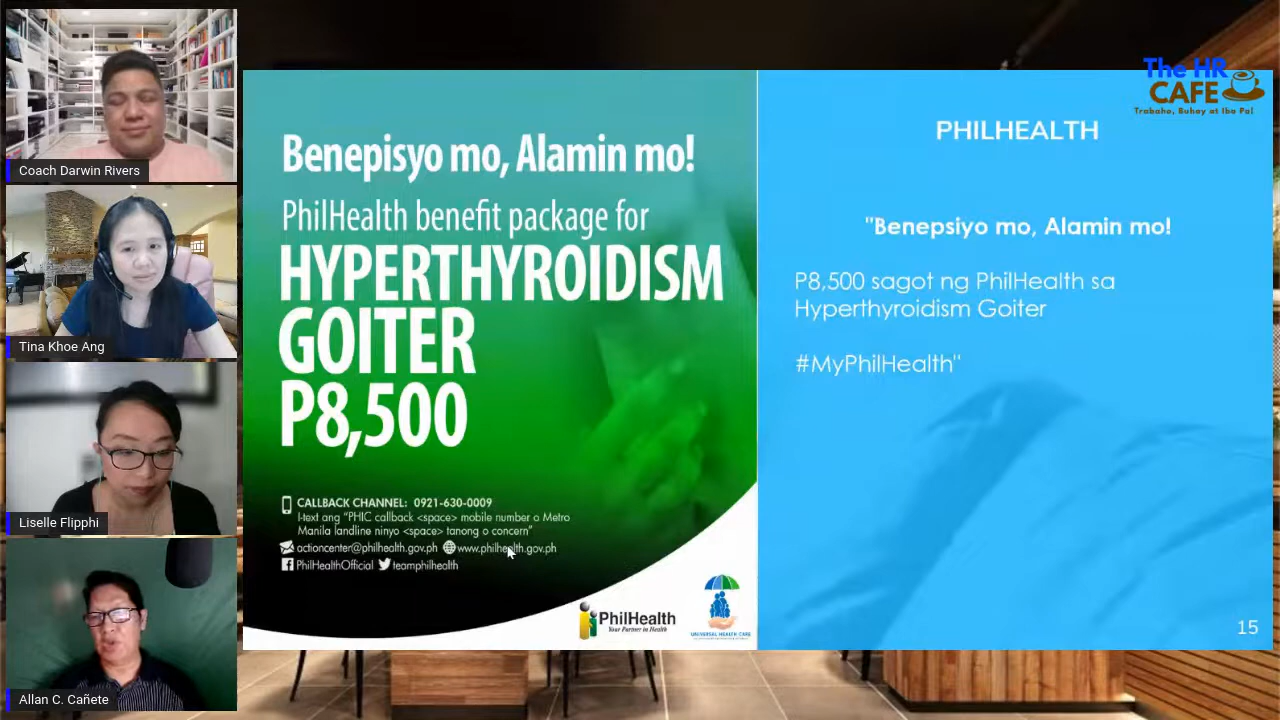 Coach Darwin Rivers
Tina Khoe Ang
Liselle Flipphi
Allan C. Cañete
Benepisyo mo, Alamin mo!
PhilHealth benefit package for
HYPERTHYROIDISM
GOITER
P8,500
CALLBACK CHANNEL: 0921-630-0009
I-text ang “PHIC callback <space> mobile number o Metro
Manila landline ninyo <space> tanong o concern”
actioncenter@philhealth.gov.ph www.philhealth.gov.ph
PhilHealthOfficial teamphilhealth
PhilHealth
Your Partner in Health
UNIVERSAL HEALTH CARE
The HR
CAFE
Trabaho, Buhay at Iba Pa!
PHILHEALTH
"Benepsiyo mo, Alamin mo!
P8,500 sagot ng PhilHealth sa
Hyperthyroidism Goiter
#MyPhilHealth"
15